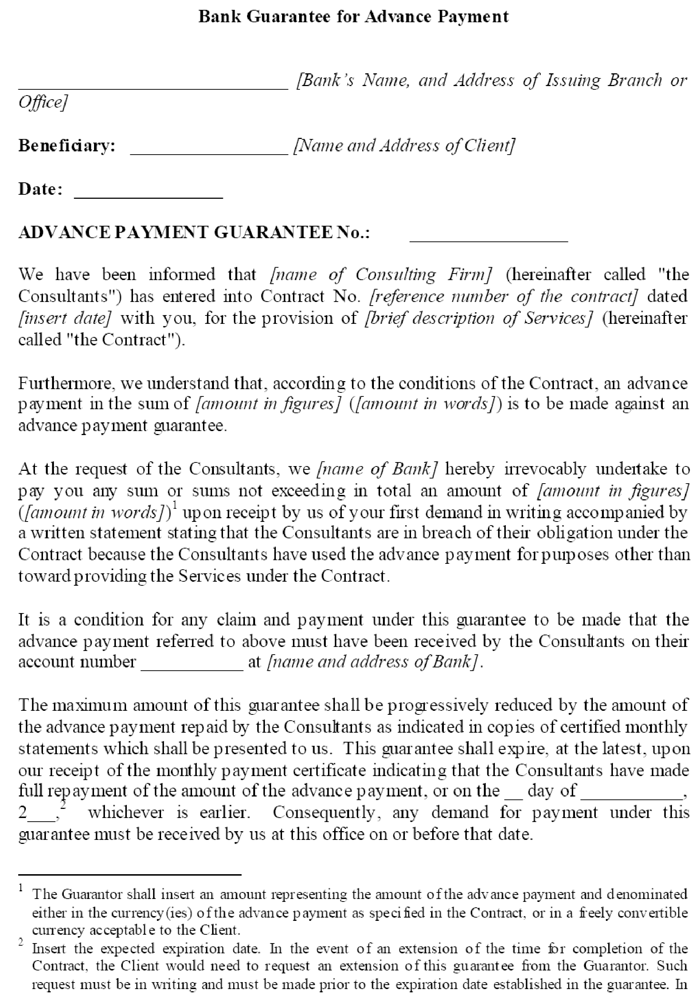 Bank Guarantee for Advance Payment
______________________________ [Bank’s Name, and Address of Issuing Branch or
Office]
Beneficiary: __________________ [Name and Address of Client]
Date: ________________
ADVANCE PAYMENT GUARANTEE No.: _________________
We have been informed that [name of Consulting Firm] (hereinafter called "the
Consultants") has entered into Contract No. [reference number of the contract] dated
[insert date] with you, for the provision of [brief description of Services] (hereinafter
called "the Contract").
Furthermore, we understand that, according to the conditions of the Contract, an advance
payment in the sum of [amount in figures] ([amount in words]) is to be made against an
advance payment guarantee.
At the request of the Consultants, we [name of Bank] hereby irrevocably undertake to
pay you any sum or sums not exceeding in total an amount of [amount in figures]
([amount in words])1 upon receipt by us of your first demand in writing accompanied by
a written statement stating that the Consultants are in breach of their obligation under the
Contract because the Consultants have used the advance payment for purposes other than
toward providing the Services under the Contract.
It is a condition for any claim and payment under this guarantee to be made that the
advance payment referred to above must have been received by the Consultants on their
account number ___________ at [name and address of Bank].
The maximum amount of this guarantee shall be progressively reduced by the amount of
the advance payment repaid by the Consultants as indicated in copies of certified monthly
statements which shall be presented to us. This guarantee shall expire, at the latest, upon
our receipt of the monthly payment certificate indicating that the Consultants have made
full repayment of the amount of the advance payment, or on the __ day of ___________,
2___,2 whichever is earlier. Consequently, any demand for payment under this
guarantee must be received by us at this office on or before that date.
1 The Guarantor shall insert an amount representing the amount of the advance payment and denominated
either in the currency(ies) of the advance payment as specified in the Contract, or in a freely convertible
currency acceptable to the Client.
2 Insert the expected expiration date. In the event of an extension of the time for completion of the
Contract, the Client would need to request an extension of this guarantee from the Guarantor. Such
request must be in writing and must be made prior to the expiration date established in the guarantee. In